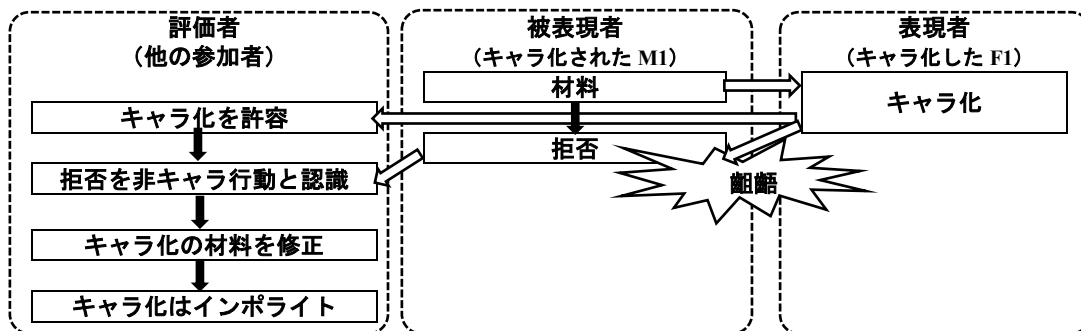 評価者
（他の参加者）
キャラ化を許容
拒否を非キャラ行動と認識
キャラ化の材料を修正
キャラ化はインポライト
被表現者
（キャラ化された M1）
材料
拒否
齟齬
表現者
（キャラ化した F1）
キャラ化